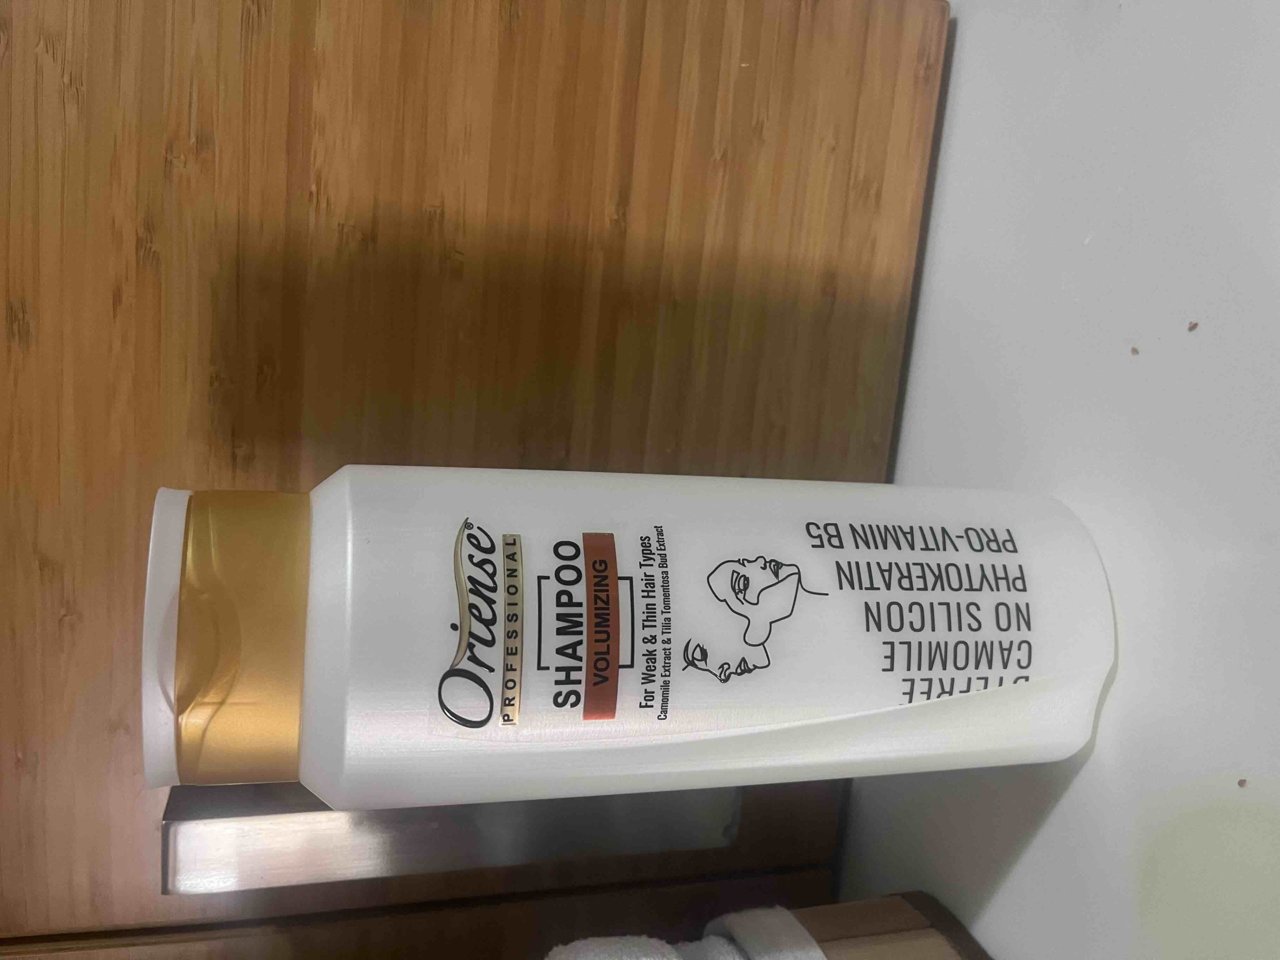 Oriense®
PROFESSIONAL
SHAMPOO
VOLUMIZING
For Weak & Thin Hair Types
Camomile Extract & Tilia Tomentosa Bud Extract
PRO-VITAMIN B5
PHYTOKERATIN
NO SILICON
CAMOMILE
FREE